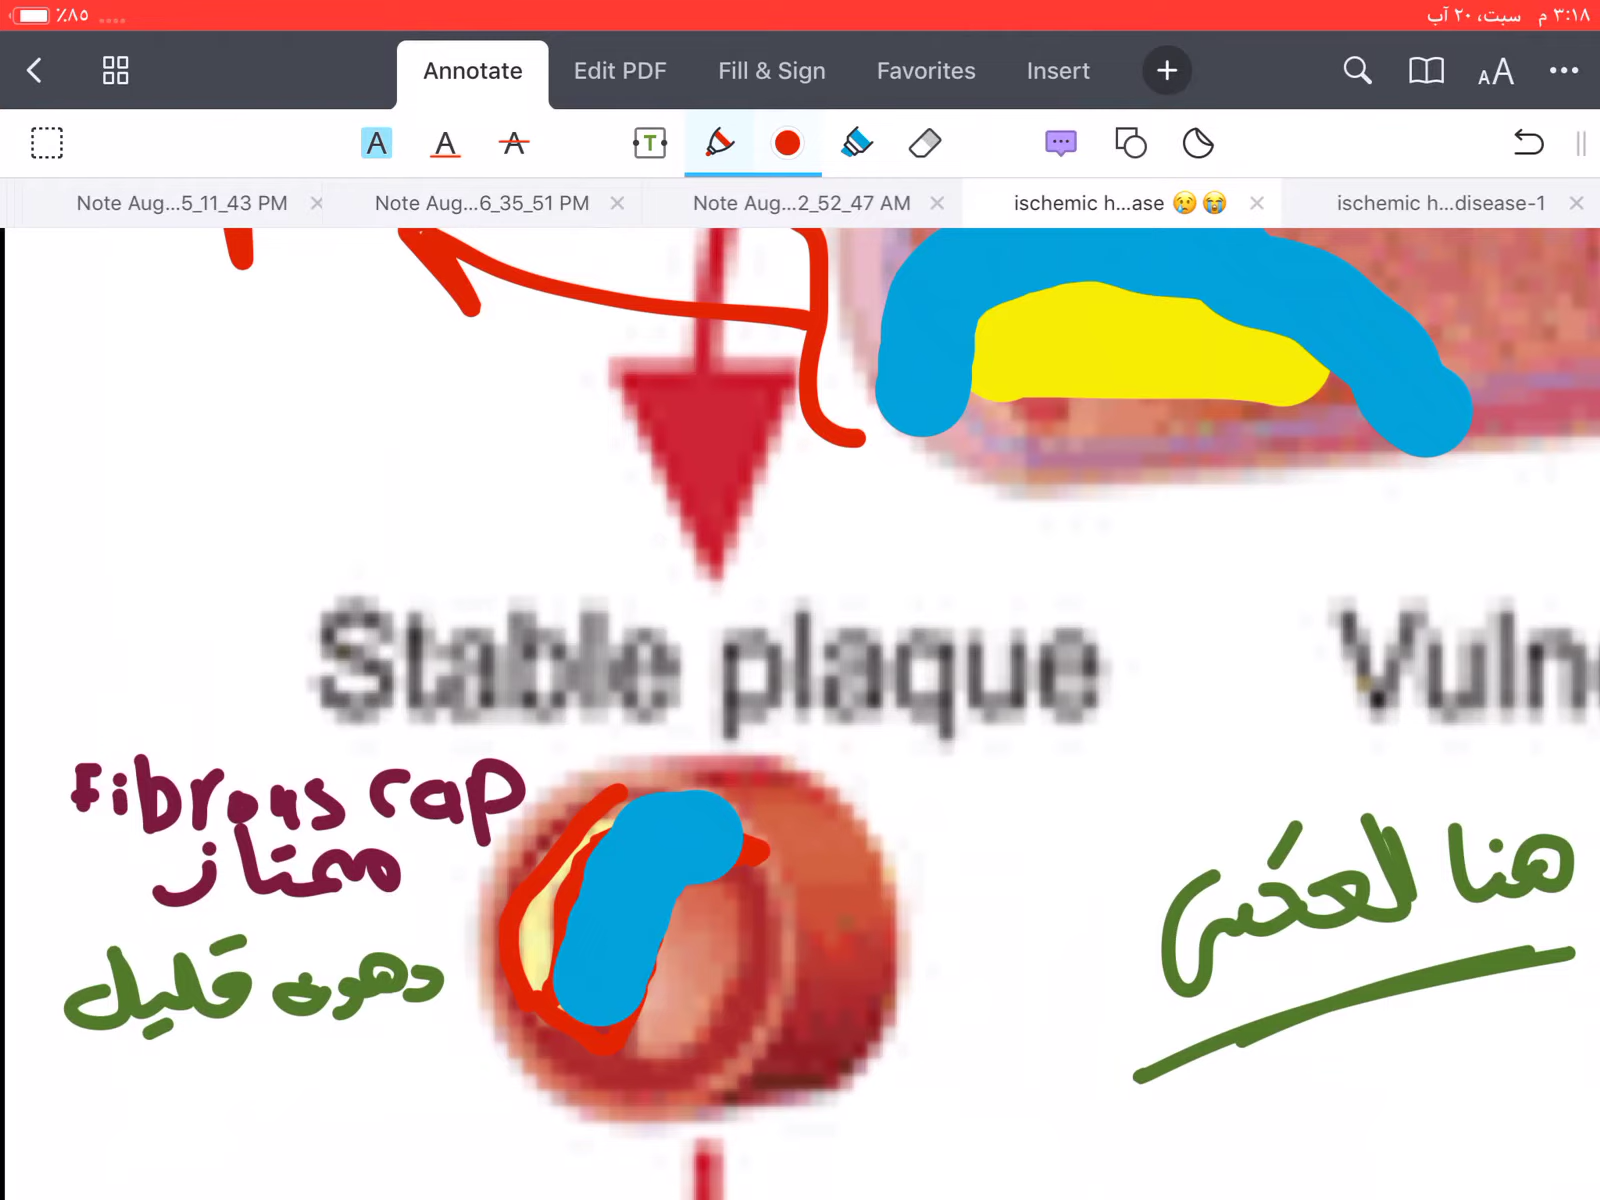 ٪٨٥
٣:١٨ م  سبت، ٢٠ آب
Annotate
Edit PDF
Fill & Sign
Favorites
Insert
AA
A
A
A
T
Note Aug...5_11_43 PM
Note Aug...6_35_51 PM
Note Aug...2_52_47 AM
ischemic h...ase 😢 😭
ischemic h...disease-1
Stable plaque
Vuln
Fibrous cap
ممتاز
دهون قليل
هنا العكس